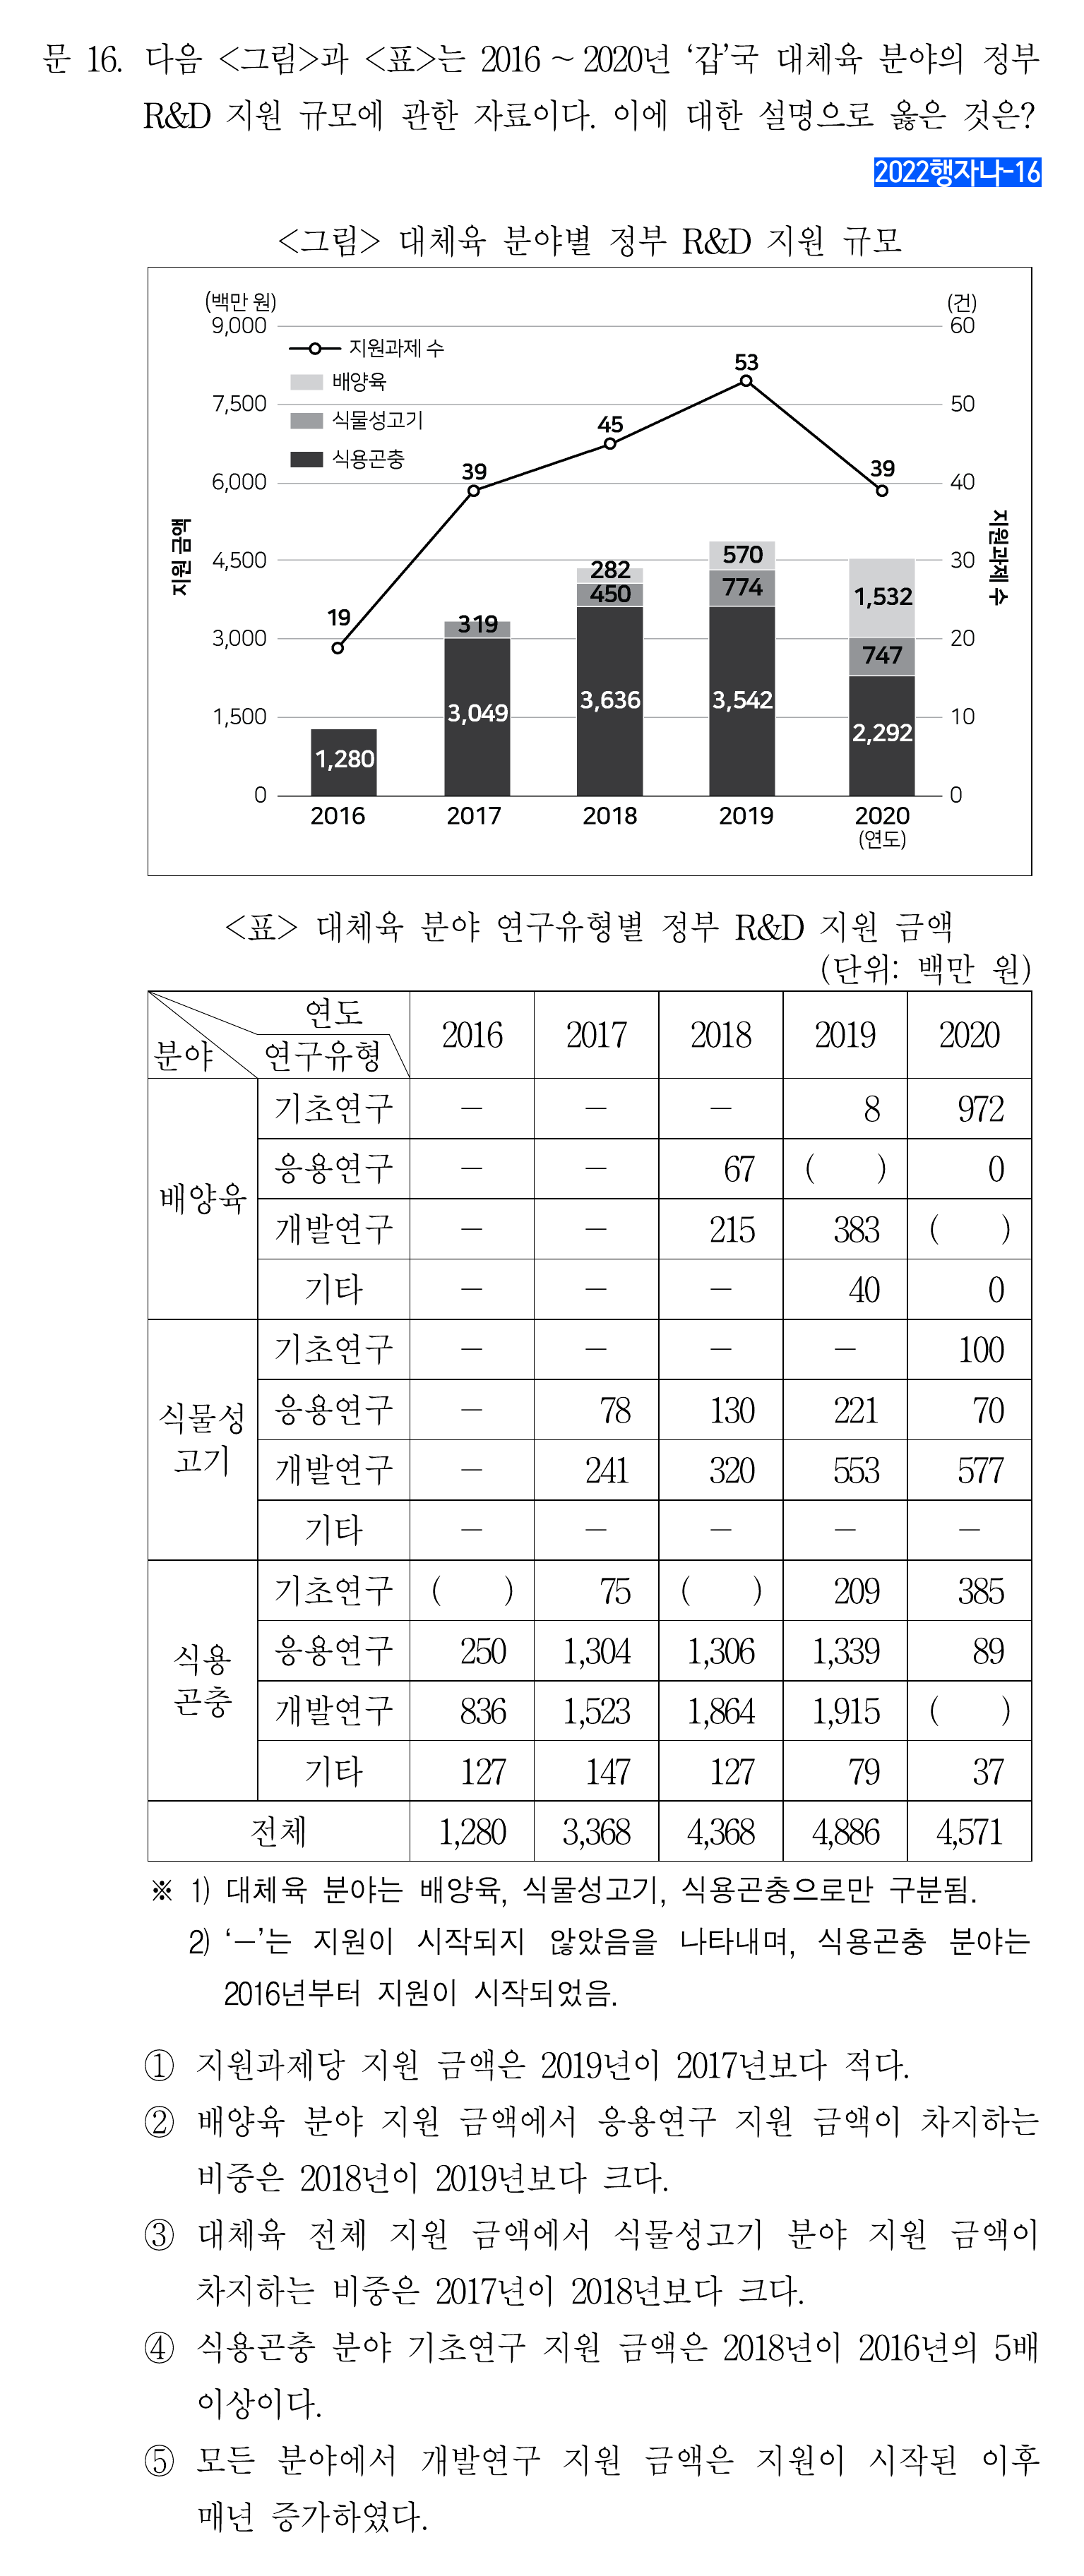 문 16. 다음 <그림>과 <표>는 2016 ~ 2020년 ‘갑’국 대체육 분야의 정부
R&D 지원 규모에 관한 자료이다. 이에 대한 설명으로 옳은 것은?
2022행자나-16
<그림> 대체육 분야별 정부 R&D 지원 규모
(백만 원) (건)
9,000 60
지원과제 수
배양육
식물성고기
식용곤충
7,500 50
6,000 40
4,500 30
3,000 20
1,500 10
0 0
지원 금액
지원과제 수
19 39 45 53 39
282 570 1,532
319 450 774 747
1,280 3,049 3,636 3,542 2,292
2016 2017 2018 2019 2020
(연도)
<표> 대체육 분야 연구유형별 정부 R&D 지원 금액
(단위: 백만 원)
분야 연구유형 연도 2016 2017 2018 2019 2020
배양육
기초연구 － － － 8 972
응용연구 － － 67 ( ) 0
개발연구 － － 215 383 ( )
기타 － － － 40 0
식물성
고기
기초연구 － － － － 100
응용연구 － 78 130 221 70
개발연구 － 241 320 553 577
기타 － － － － －
식용
곤충
기초연구 ( ) 75 ( ) 209 385
응용연구 250 1,304 1,306 1,339 89
개발연구 836 1,523 1,864 1,915 ( )
기타 127 147 127 79 37
전체 1,280 3,368 4,368 4,886 4,571
※ 1) 대체육 분야는 배양육, 식물성고기, 식용곤충으로만 구분됨.
2) ‘－’는 지원이 시작되지 않았음을 나타내며, 식용곤충 분야는
2016년부터 지원이 시작되었음.
① 지원과제당 지원 금액은 2019년이 2017년보다 적다.
② 배양육 분야 지원 금액에서 응용연구 지원 금액이 차지하는
비중은 2018년이 2019년보다 크다.
③ 대체육 전체 지원 금액에서 식물성고기 분야 지원 금액이
차지하는 비중은 2017년이 2018년보다 크다.
④ 식용곤충 분야 기초연구 지원 금액은 2018년이 2016년의 5배
이상이다.
⑤ 모든 분야에서 개발연구 지원 금액은 지원이 시작된 이후
매년 증가하였다.